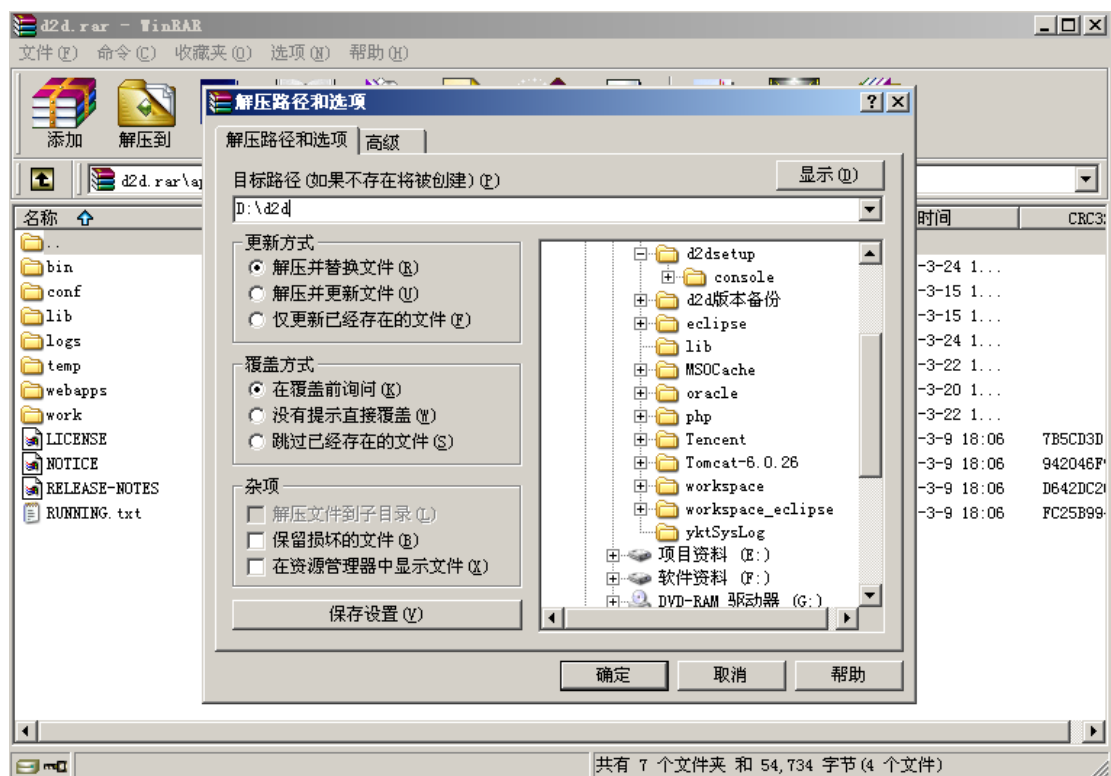 d2d.rar - WinRAR
文件(F) 命令(C) 收藏夹(O) 选项(N) 帮助(H)
添加 解压到
d2d.rar\a
解压路径和选项
解压路径和选项 高级
目标路径(如果不存在将被创建)(P) 显示(D)
D:\d2d
更新方式
解压并替换文件(R)
解压并更新文件(U)
仅更新已经存在的文件(F)
覆盖方式
在覆盖前询问(K)
没有提示直接覆盖(W)
跳过已经存在的文件(S)
杂项
解压文件到子目录(L)
保留损坏的文件(B)
在资源管理器中显示文件(X)
保存设置(V)
d2dsetup
console
d2d版本备份
eclipse
lib
MSOCache
oracle
php
Tencent
Tomcat-6.0.26
workspace
workspace_eclipse
yktSysLog
项目资料 (E:)
软件资料 (F:)
DVD-RAM 驱动器 (G:)
确定 取消 帮助
名称 时间 CRC32
..
bin -3-24 1...
conf -3-15 1...
lib -3-15 1...
logs -3-24 1...
temp -3-22 1...
webapps -3-20 1...
work -3-22 1...
LICENSE -3-9 18:06 7B5CD3D
NOTICE -3-9 18:06 942046F
RELEASE-NOTES -3-9 18:06 D642DC2
RUNNING.txt -3-9 18:06 FC25B99
共有 7 个文件夹 和 54,734 字节(4 个文件)